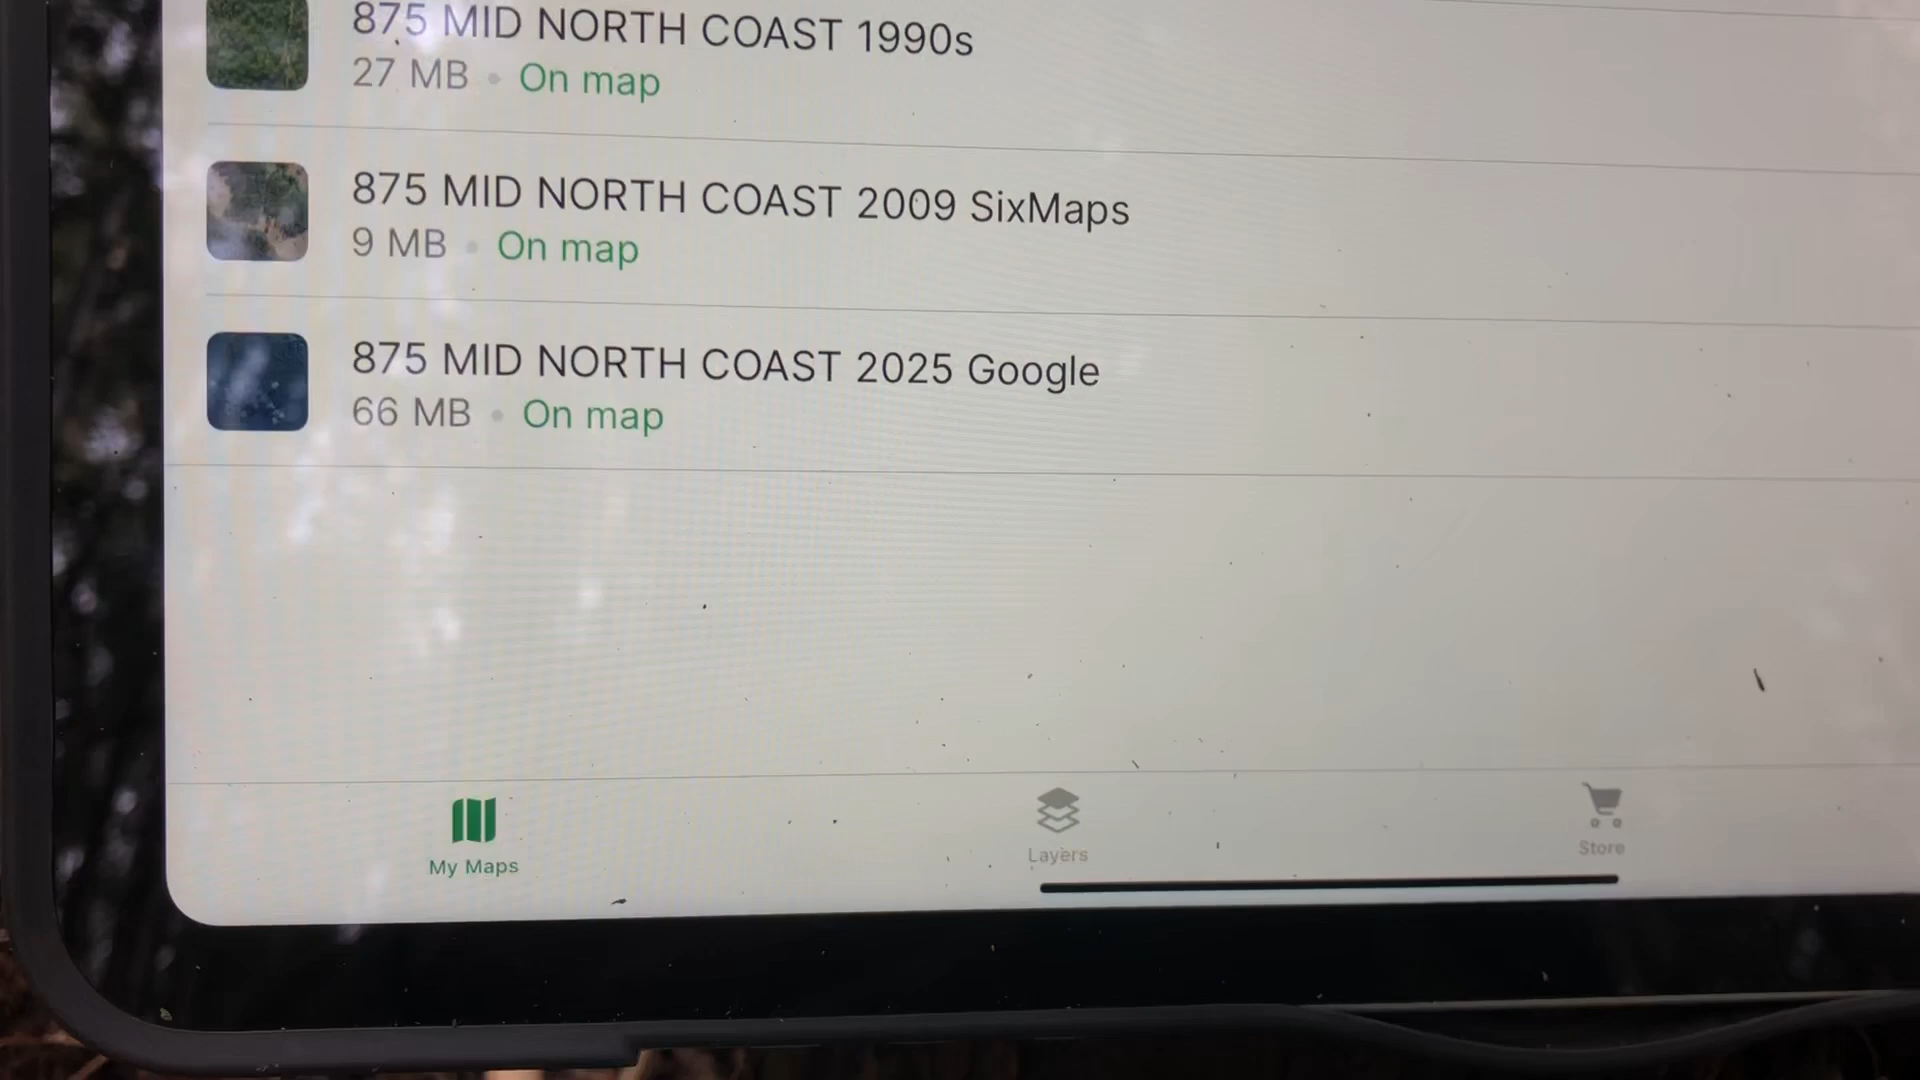 875 MID NORTH COAST 1990s
27 MB • On map
875 MID NORTH COAST 2009 SixMaps
9 MB • On map
875 MID NORTH COAST 2025 Google
66 MB • On map
My Maps
Layers
Store